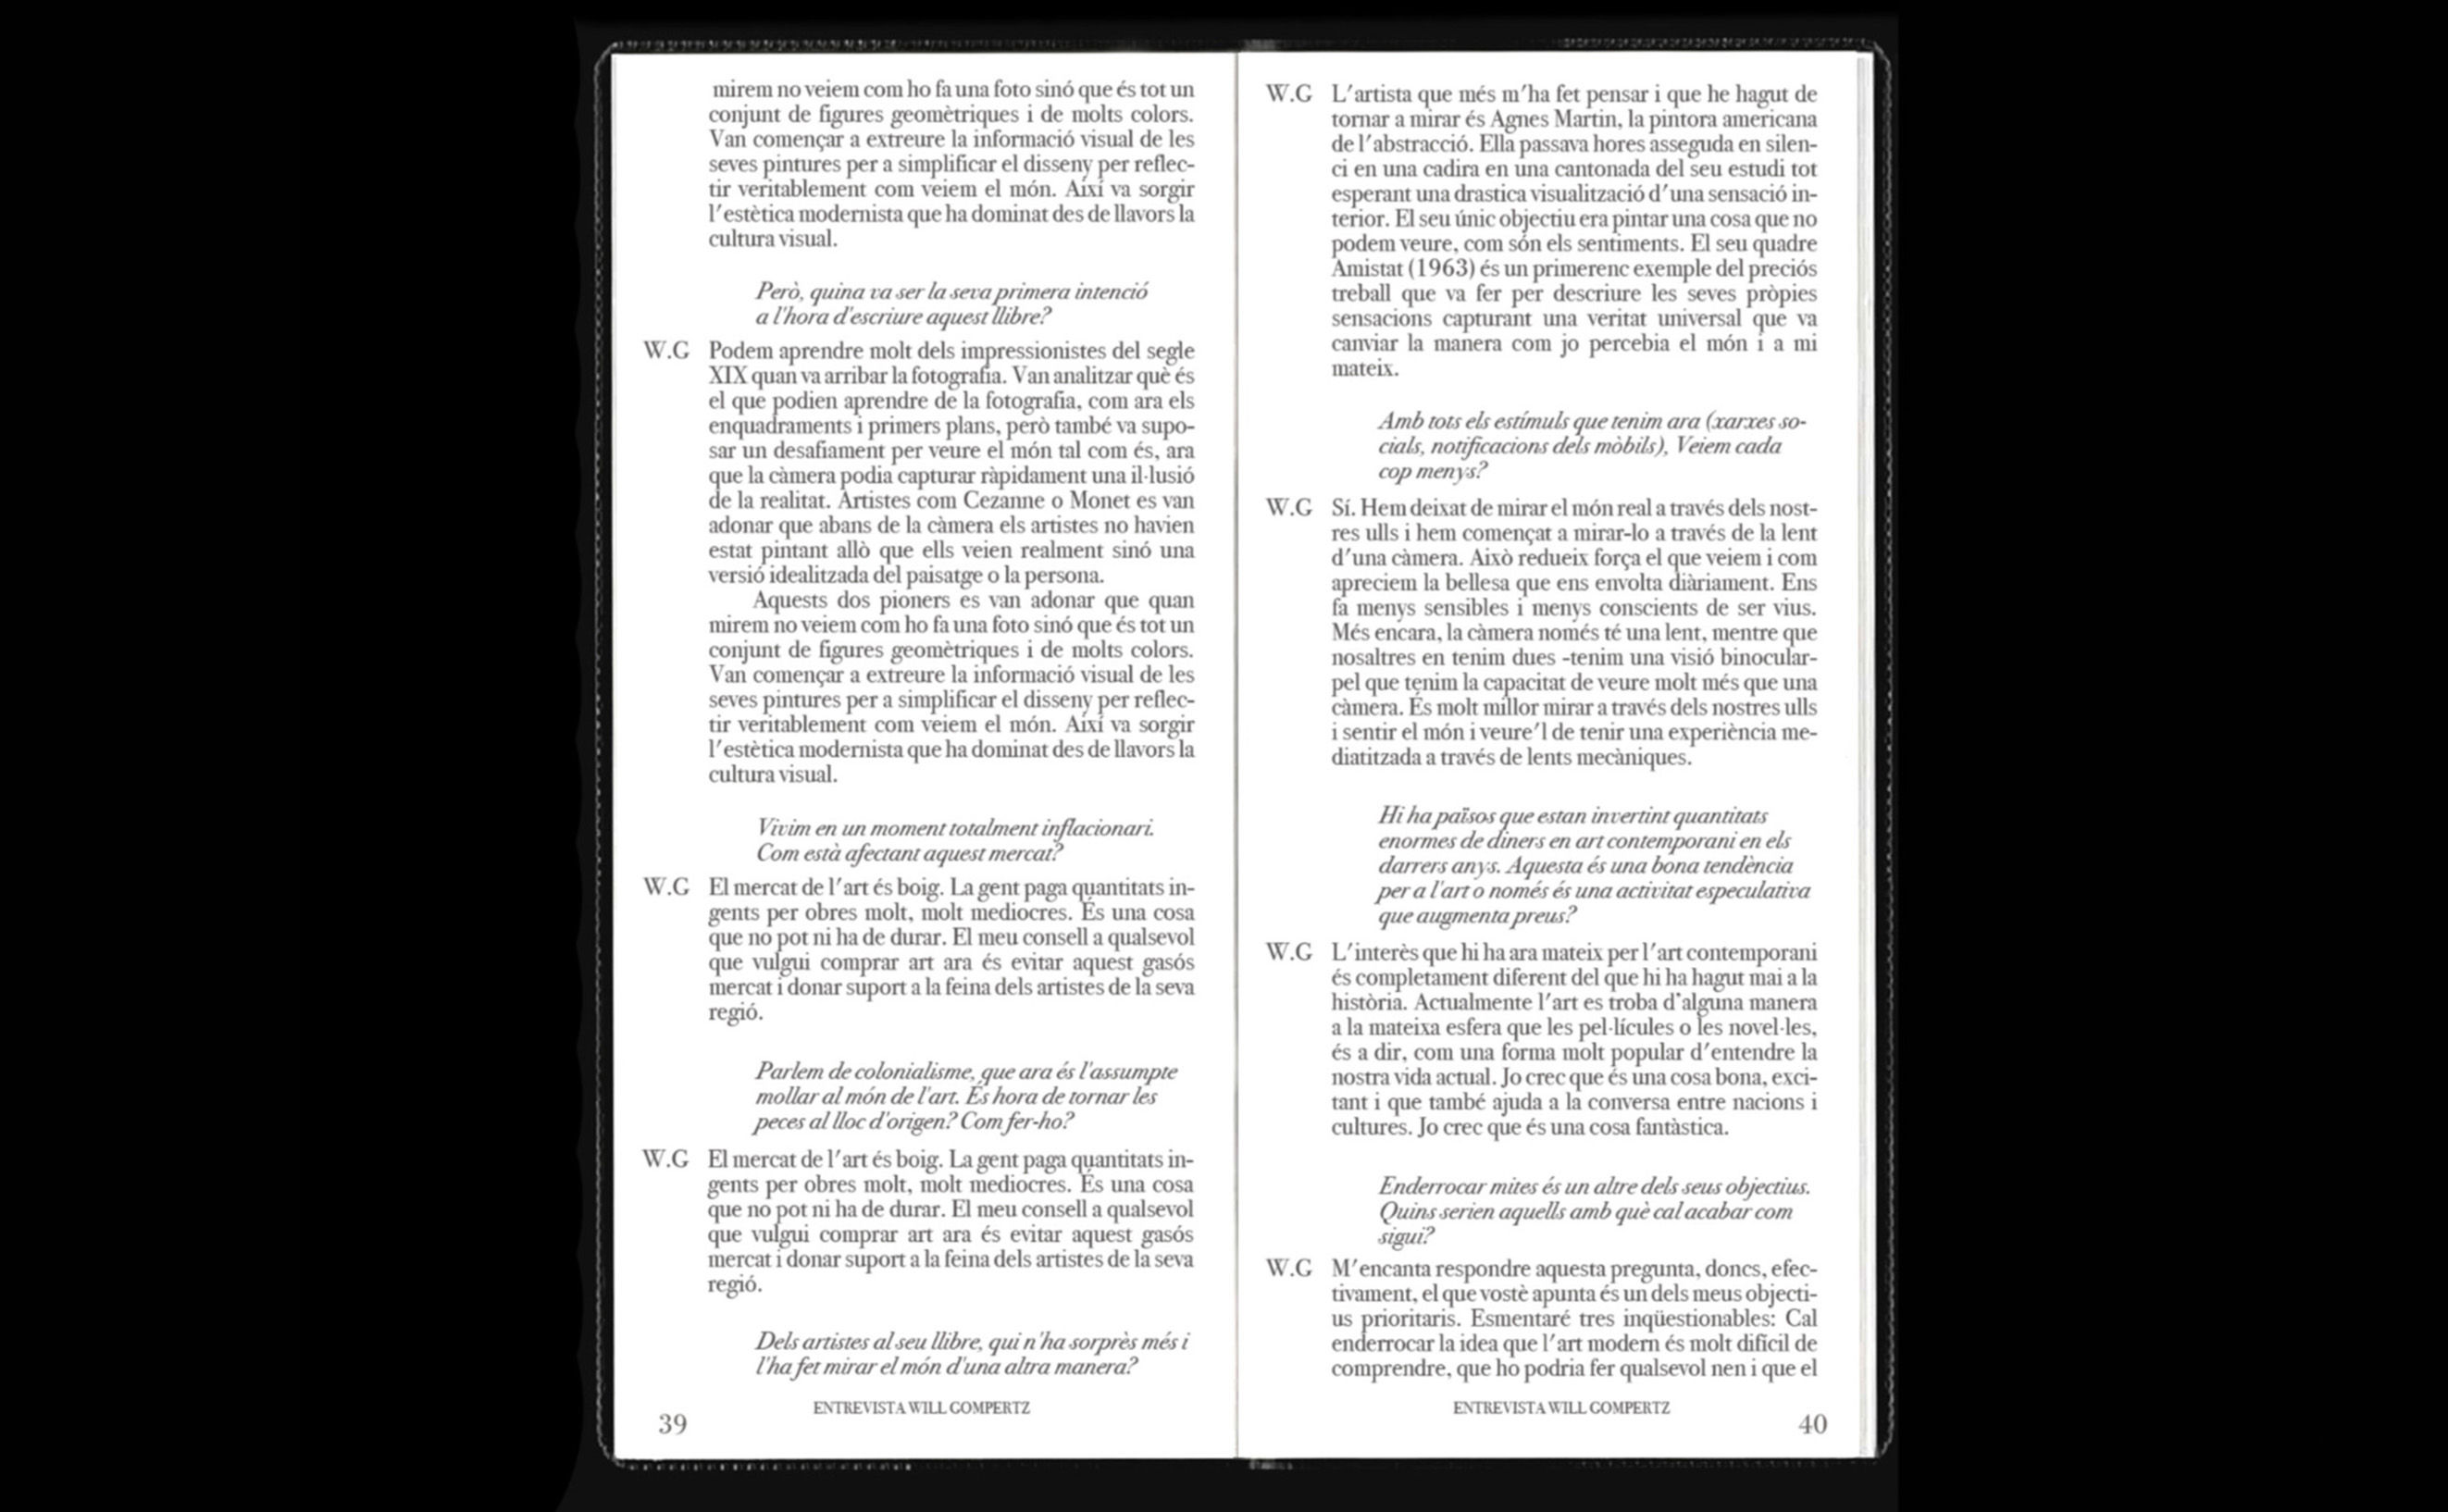 mirem no veiem com ho fa una foto sinó que és tot un
conjunt de figures geomètriques i de molts colors.
Van començar a extreure la informació visual de les
seves pintures per a simplificar el disseny per reflec-
tir veritablement com veiem el món. Així va sorgir
l'estètica modernista que ha dominat des de llavors la
cultura visual.
Però, quina va ser la seva primera intenció
a l'hora d'escriure aquest llibre?
W.G Podem aprendre molt dels impressionistes del segle
XIX quan va arribar la fotografia. Van analitzar què és
el que podien aprendre de la fotografia, com ara els
enquadraments i primers plans, però també va supo-
sar un desafiament per veure el món tal com és, ara
que la càmera podia capturar ràpidament una il·lusió
de la realitat. Artistes com Cezanne o Monet es van
adonar que abans de la càmera els artistes no havien
estat pintant allò que ells veien realment sinó una
versió idealitzada del paisatge o la persona.
Aquests dos pioners es van adonar que quan
mirem no veiem com ho fa una foto sinó que és tot un
conjunt de figures geomètriques i de molts colors.
Van començar a extreure la informació visual de les
seves pintures per a simplificar el disseny per reflec-
tir veritablement com veiem el món. Així va sorgir
l'estètica modernista que ha dominat des de llavors la
cultura visual.
Vivim en un moment totalment inflacionari.
Com està afectant aquest mercat?
W.G El mercat de l'art és boig. La gent paga quantitats in-
gents per obres molt, molt mediocres. És una cosa
que no pot ni ha de durar. El meu consell a qualsevol
que vulgui comprar art ara és evitar aquest gasós
mercat i donar suport a la feina dels artistes de la seva
regió.
Parlem de colonialisme, que ara és l'assumpte
mollar al món de l'art. És hora de tornar les
peces al lloc d'origen? Com fer-ho?
W.G El mercat de l'art és boig. La gent paga quantitats in-
gents per obres molt, molt mediocres. És una cosa
que no pot ni ha de durar. El meu consell a qualsevol
que vulgui comprar art ara és evitar aquest gasós
mercat i donar suport a la feina dels artistes de la seva
regió.
Dels artistes al seu llibre, qui n'ha sorprès més i
l'ha fet mirar el món d'una altra manera?
ENTREVISTA WILL GOMPERTZ
39
W.G L'artista que més m'ha fet pensar i que he hagut de
tornar a mirar és Agnes Martin, la pintora americana
de l'abstracció. Ella passava hores asseguda en silen-
ci en una cadira en una cantonada del seu estudi tot
esperant una drastica visualització d'una sensació in-
terior. El seu únic objectiu era pintar una cosa que no
podem veure, com són els sentiments. El seu quadre
Amistat (1963) és un primerenc exemple del preciós
treball que va fer per descriure les seves pròpies
sensacions capturant una veritat universal que va
canviar la manera com jo percebia el món i a mi
mateix.
Amb tots els estímuls que tenim ara (xarxes so-
cials, notificacions dels mòbils), Veiem cada
cop menys?
W.G Sí. Hem deixat de mirar el món real a través dels nost-
res ulls i hem començat a mirar-lo a través de la lent
d'una càmera. Això redueix força el que veiem i com
apreciem la bellesa que ens envolta diàriament. Ens
fa menys sensibles i menys conscients de ser vius.
Més encara, la càmera només té una lent, mentre que
nosaltres en tenim dues -tenim una visió binocular-
pel que tenim la capacitat de veure molt més que una
càmera. És molt millor mirar a través dels nostres ulls
i sentir el món i veure'l de tenir una experiència me-
diatitzada a través de lents mecàniques.
Hi ha països que estan invertint quantitats
enormes de diners en art contemporani en els
darrers anys. Aquesta és una bona tendència
per a l'art o només és una activitat especulativa
que augmenta preus?
W.G L'interès que hi ha ara mateix per l'art contemporani
és completament diferent del que hi ha hagut mai a la
història. Actualment l'art es troba d'alguna manera
a la mateixa esfera que les pel·lícules o les novel·les,
és a dir, com una forma molt popular d'entendre la
nostra vida actual. Jo crec que és una cosa bona, exci-
tant i que també ajuda a la conversa entre nacions i
cultures. Jo crec que és una cosa fantàstica.
Enderrocar mites és un altre dels seus objectius.
Quins serien aquells amb què cal acabar com
sigui?
W.G M'encanta respondre aquesta pregunta, doncs, efec-
tivament, el que vostè apunta és un dels meus objecti-
us prioritaris. Esmentaré tres inqüestionables: Cal
enderrocar la idea que l'art modern és molt difícil de
comprendre, que ho podria fer qualsevol nen i que el
ENTREVISTA WILL GOMPERTZ
40